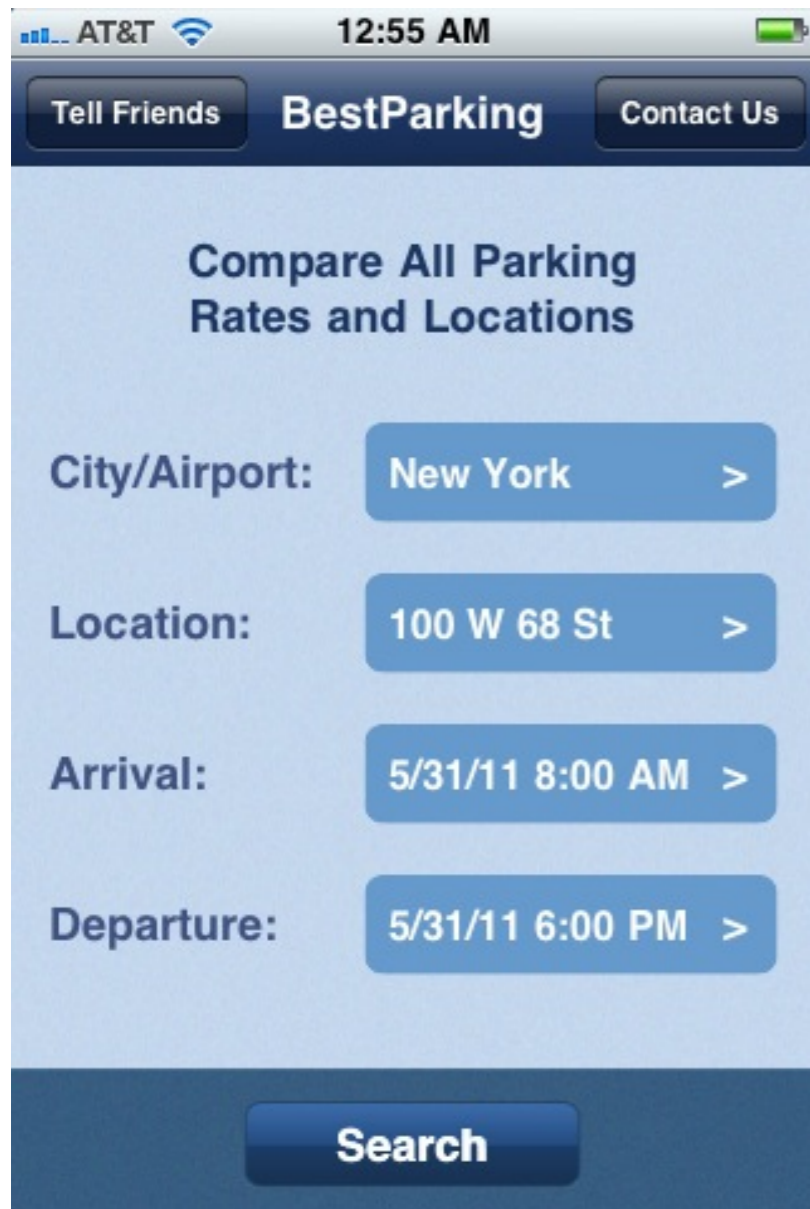 AT&T 12:55 AM
Tell Friends BestParking Contact Us
Compare All Parking
Rates and Locations
City/Airport: New York >
Location: 100 W 68 St >
Arrival: 5/31/11 8:00 AM >
Departure: 5/31/11 6:00 PM >
Search